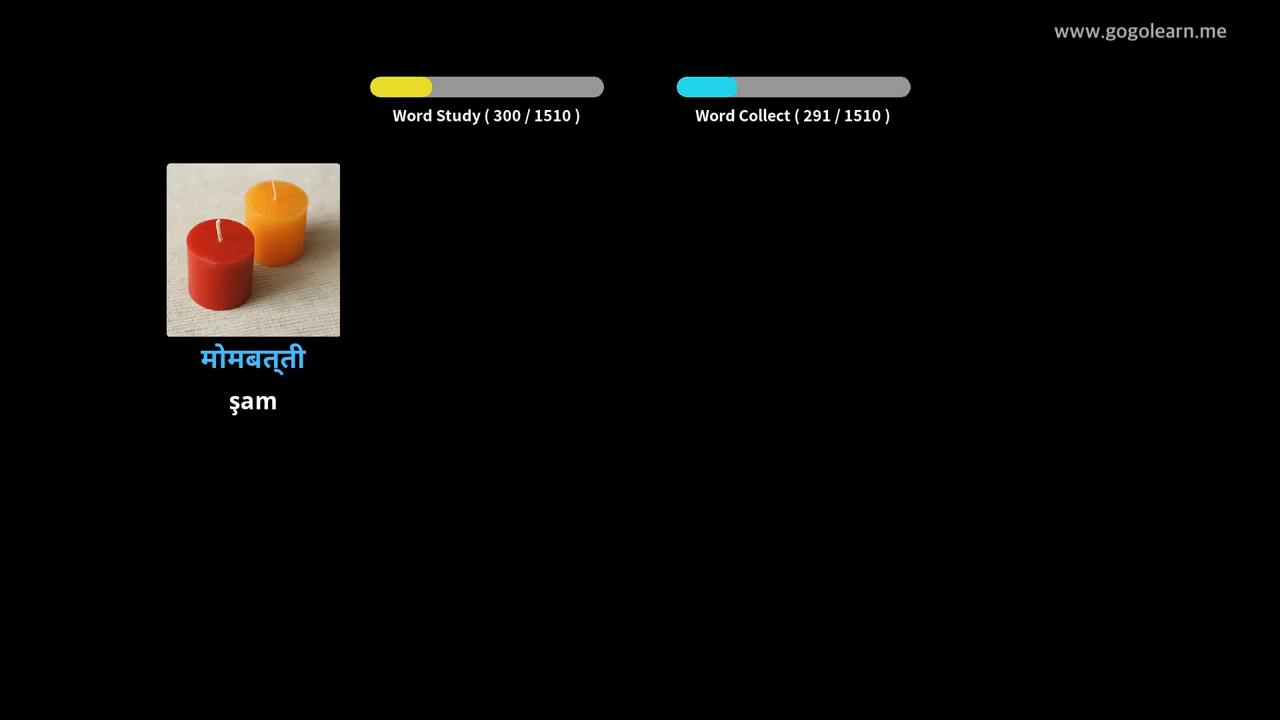 www.gogolearn.me
Word Study ( 300 / 1510 )
Word Collect ( 291 / 1510 )
मोमबत्ती
şam